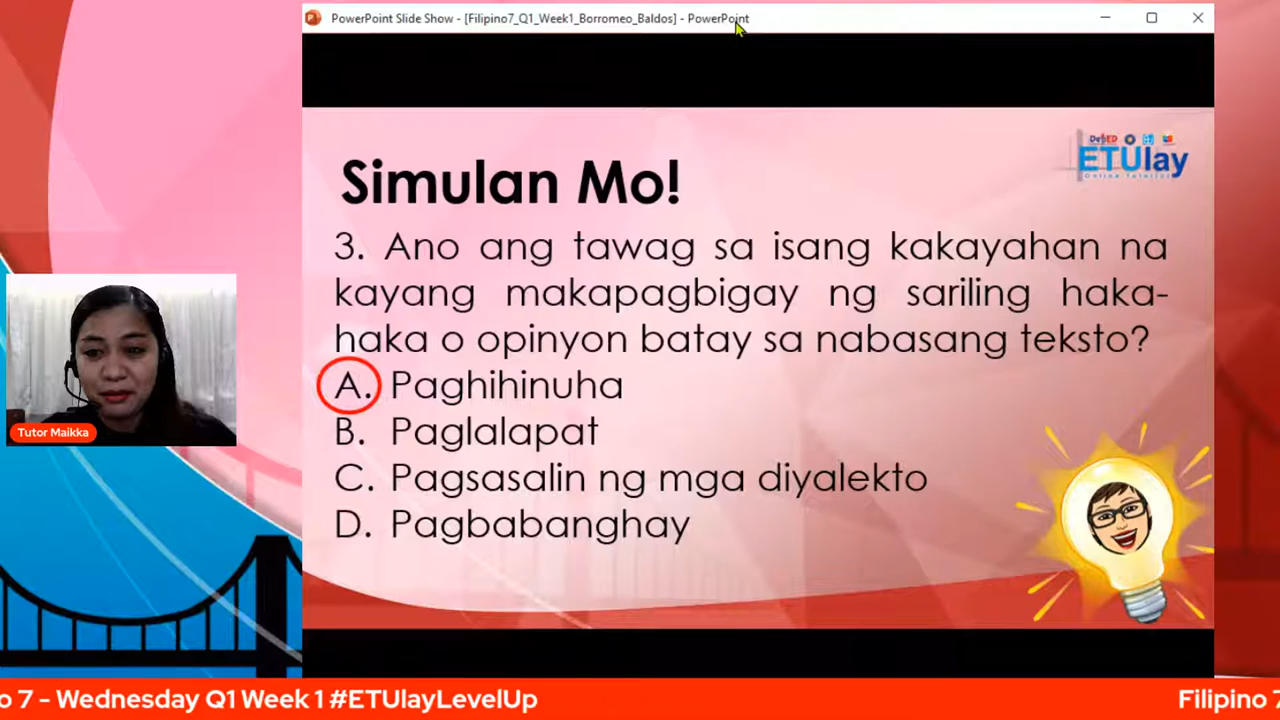 PowerPoint Slide Show - [Filipino7_Q1_Week1_Borromeo_Baldos] - PowerPoint
DepED
ETUlay
Simulan Mo!
3. Ano ang tawag sa isang kakayahan na
kayang makapagbigay ng sariling haka-
haka o opinyon batay sa nabasang teksto?
A. Paghihinuha
B. Paglalapat
C. Pagsasalin ng mga diyalekto
D. Pagbabanghay
Tutor Maikka
o 7 - Wednesday Q1 Week 1 #ETUlayLevelUp
Filipino 7